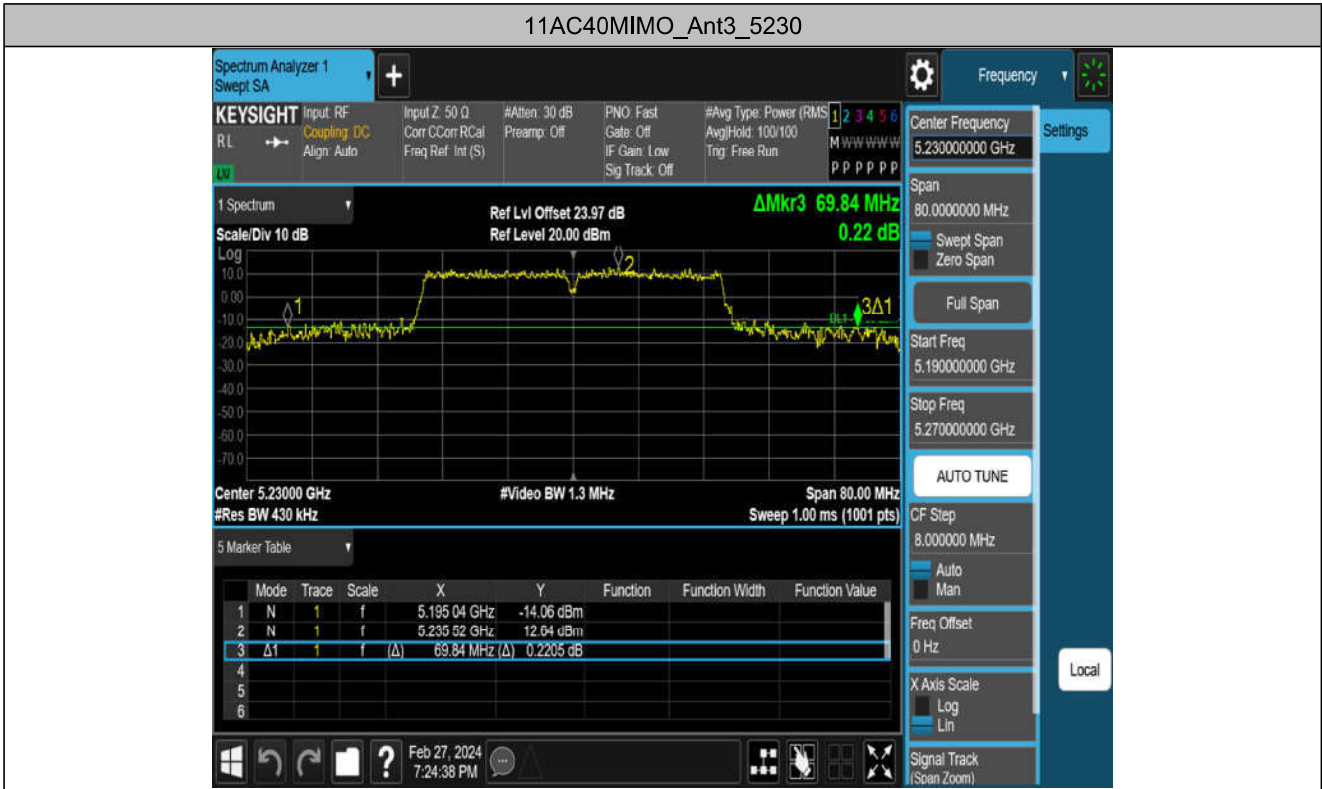 11AC40MIMO_Ant3_5230
Spectrum Analyzer 1
Swept SA
+
Frequency
KEYSIGHT
RL
LXI
Input: RF
Coupling: DC
Align: Auto
Input Z: 50 Ω
Corr CCorr RCal
Freq Ref: Int (S)
#Atten: 30 dB
Preamp: Off
PNO: Fast
Gate: Off
IF Gain: Low
Sig Track: Off
#Avg Type: Power (RMS
Avg|Hold: 100/100
Trig: Free Run
1 2 3 4 5 6
M W W W W W
P P P P P P
1 Spectrum
Scale/Div 10 dB
Ref Lvl Offset 23.97 dB
Ref Level 20.00 dBm
ΔMkr3 69.84 MHz
0.22 dB
Log
10.0
0.00
-10.0
-20.0
-30.0
-40.0
-50.0
-60.0
-70.0
1
2
3Δ1
DL1
Center 5.23000 GHz
#Res BW 430 kHz
#Video BW 1.3 MHz
Span 80.00 MHz
Sweep 1.00 ms (1001 pts)
5 Marker Table
Mode Trace Scale X Y Function Function Width Function Value
1 N 1 f 5.195 04 GHz -14.06 dBm
2 N 1 f 5.235 52 GHz 12.64 dBm
3 Δ1 1 f (Δ) 69.84 MHz (Δ) 0.2205 dB
4
5
6
Feb 27, 2024
7:24:38 PM
?
Center Frequency
5.230000000 GHz
Settings
Span
80.0000000 MHz
Swept Span
Zero Span
Full Span
Start Freq
5.190000000 GHz
Stop Freq
5.270000000 GHz
AUTO TUNE
CF Step
8.000000 MHz
Auto
Man
Freq Offset
0 Hz
Local
X Axis Scale
Log
Lin
Signal Track
(Span Zoom)